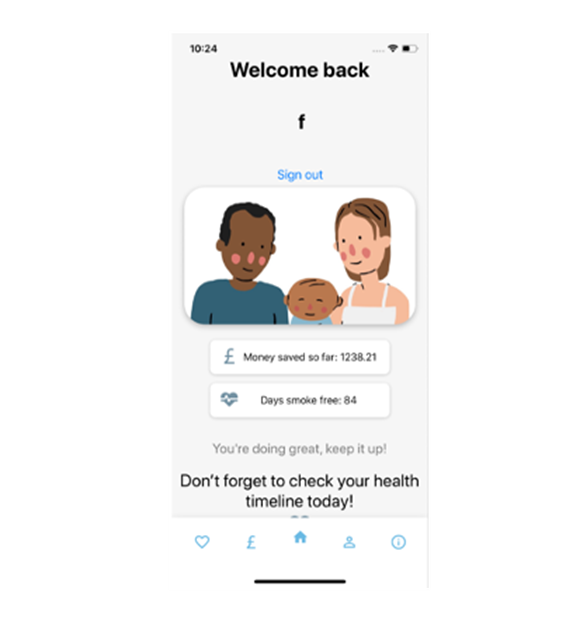 10:24
Welcome back
f
Sign out
£ Money saved so far: 1238.21
Days smoke free: 84
You're doing great, keep it up!
Don't forget to check your health
timeline today!
£